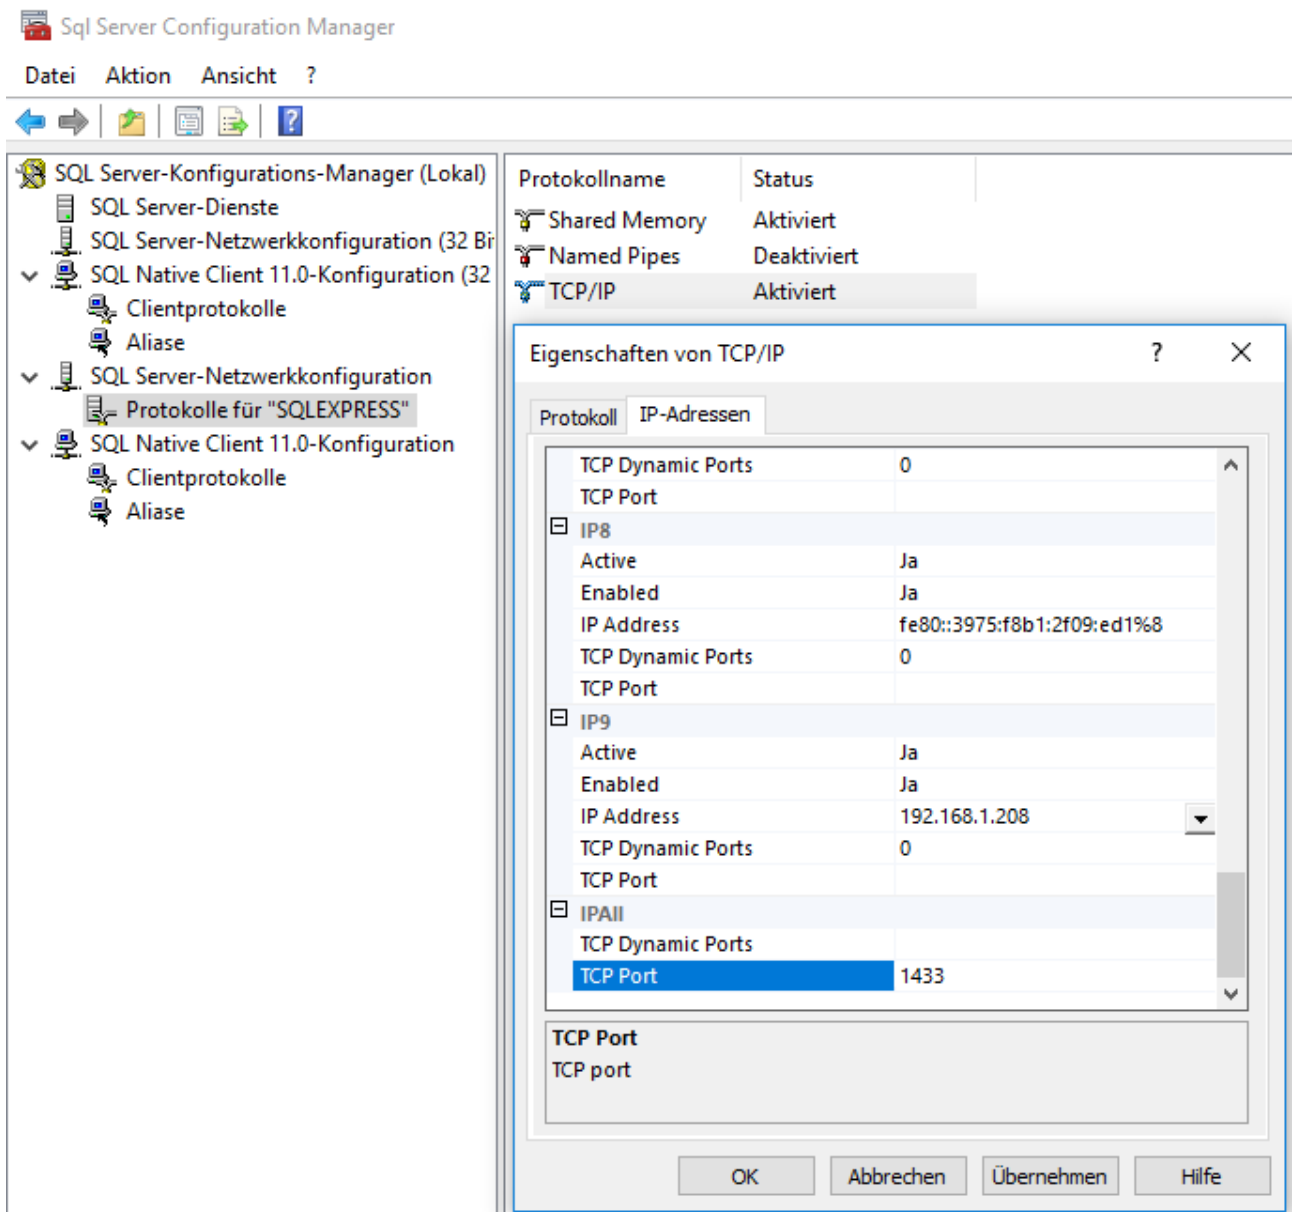 Sql Server Configuration Manager
Datei Aktion Ansicht ?
SQL Server-Konfigurations-Manager (Lokal)
SQL Server-Dienste
SQL Server-Netzwerkkonfiguration (32 Bi
SQL Native Client 11.0-Konfiguration (32
Clientprotokolle
Aliase
SQL Server-Netzwerkkonfiguration
Protokolle für "SQLEXPRESS"
SQL Native Client 11.0-Konfiguration
Clientprotokolle
Aliase
Protokollname Status
Shared Memory Aktiviert
Named Pipes Deaktiviert
TCP/IP Aktiviert
Eigenschaften von TCP/IP ?
Protokoll IP-Adressen
TCP Dynamic Ports 0
TCP Port
IP8
Active Ja
Enabled Ja
IP Address fe80::3975:f8b1:2f09:ed1%8
TCP Dynamic Ports 0
TCP Port
IP9
Active Ja
Enabled Ja
IP Address 192.168.1.208
TCP Dynamic Ports 0
TCP Port
IPAll
TCP Dynamic Ports
TCP Port 1433
TCP Port
TCP port
OK Abbrechen Übernehmen Hilfe